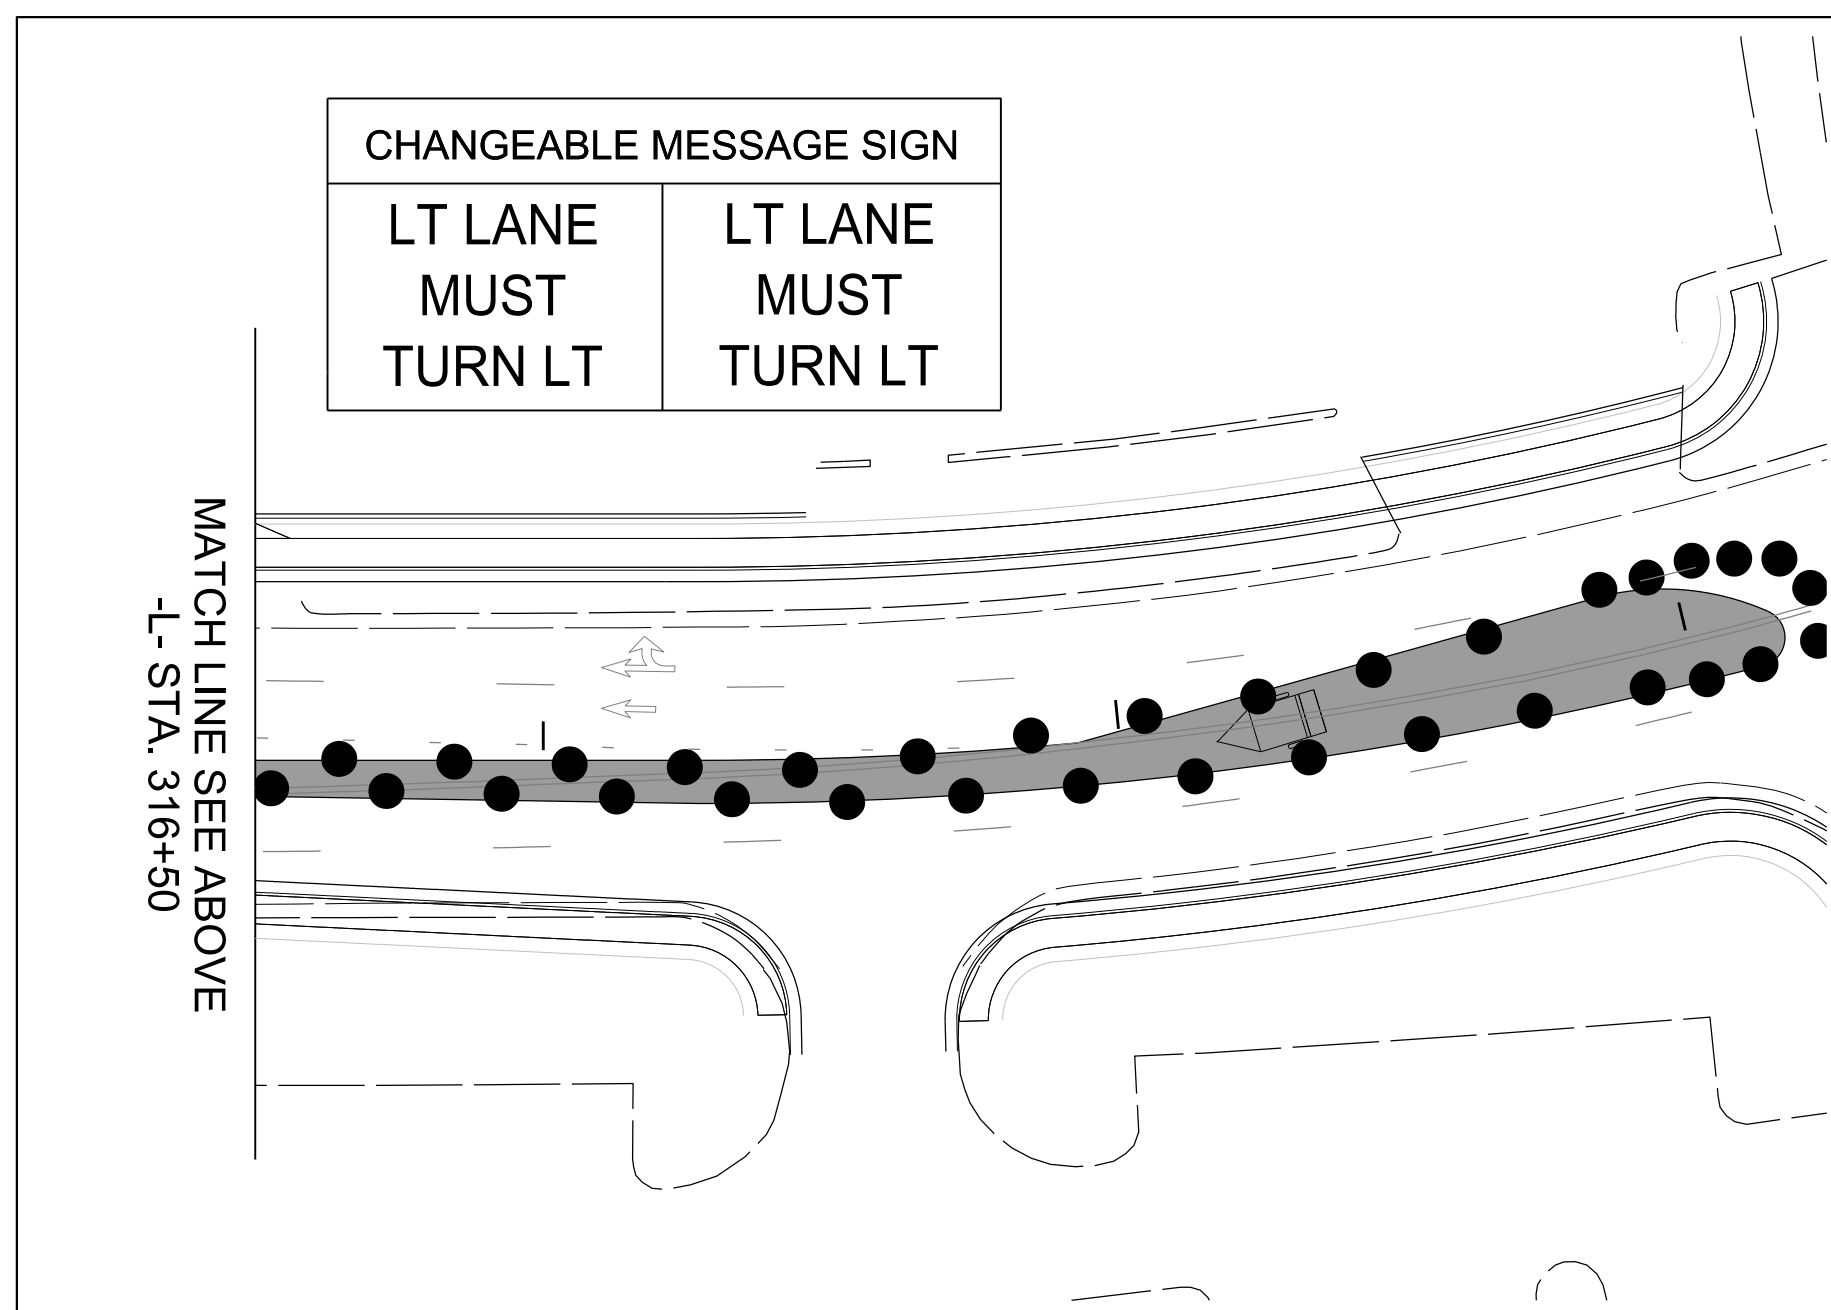 CHANGEABLE MESSAGE SIGN
LT LANE
MUST
TURN LT
LT LANE
MUST
TURN LT
MATCH LINE SEE ABOVE
-L- STA. 316+50